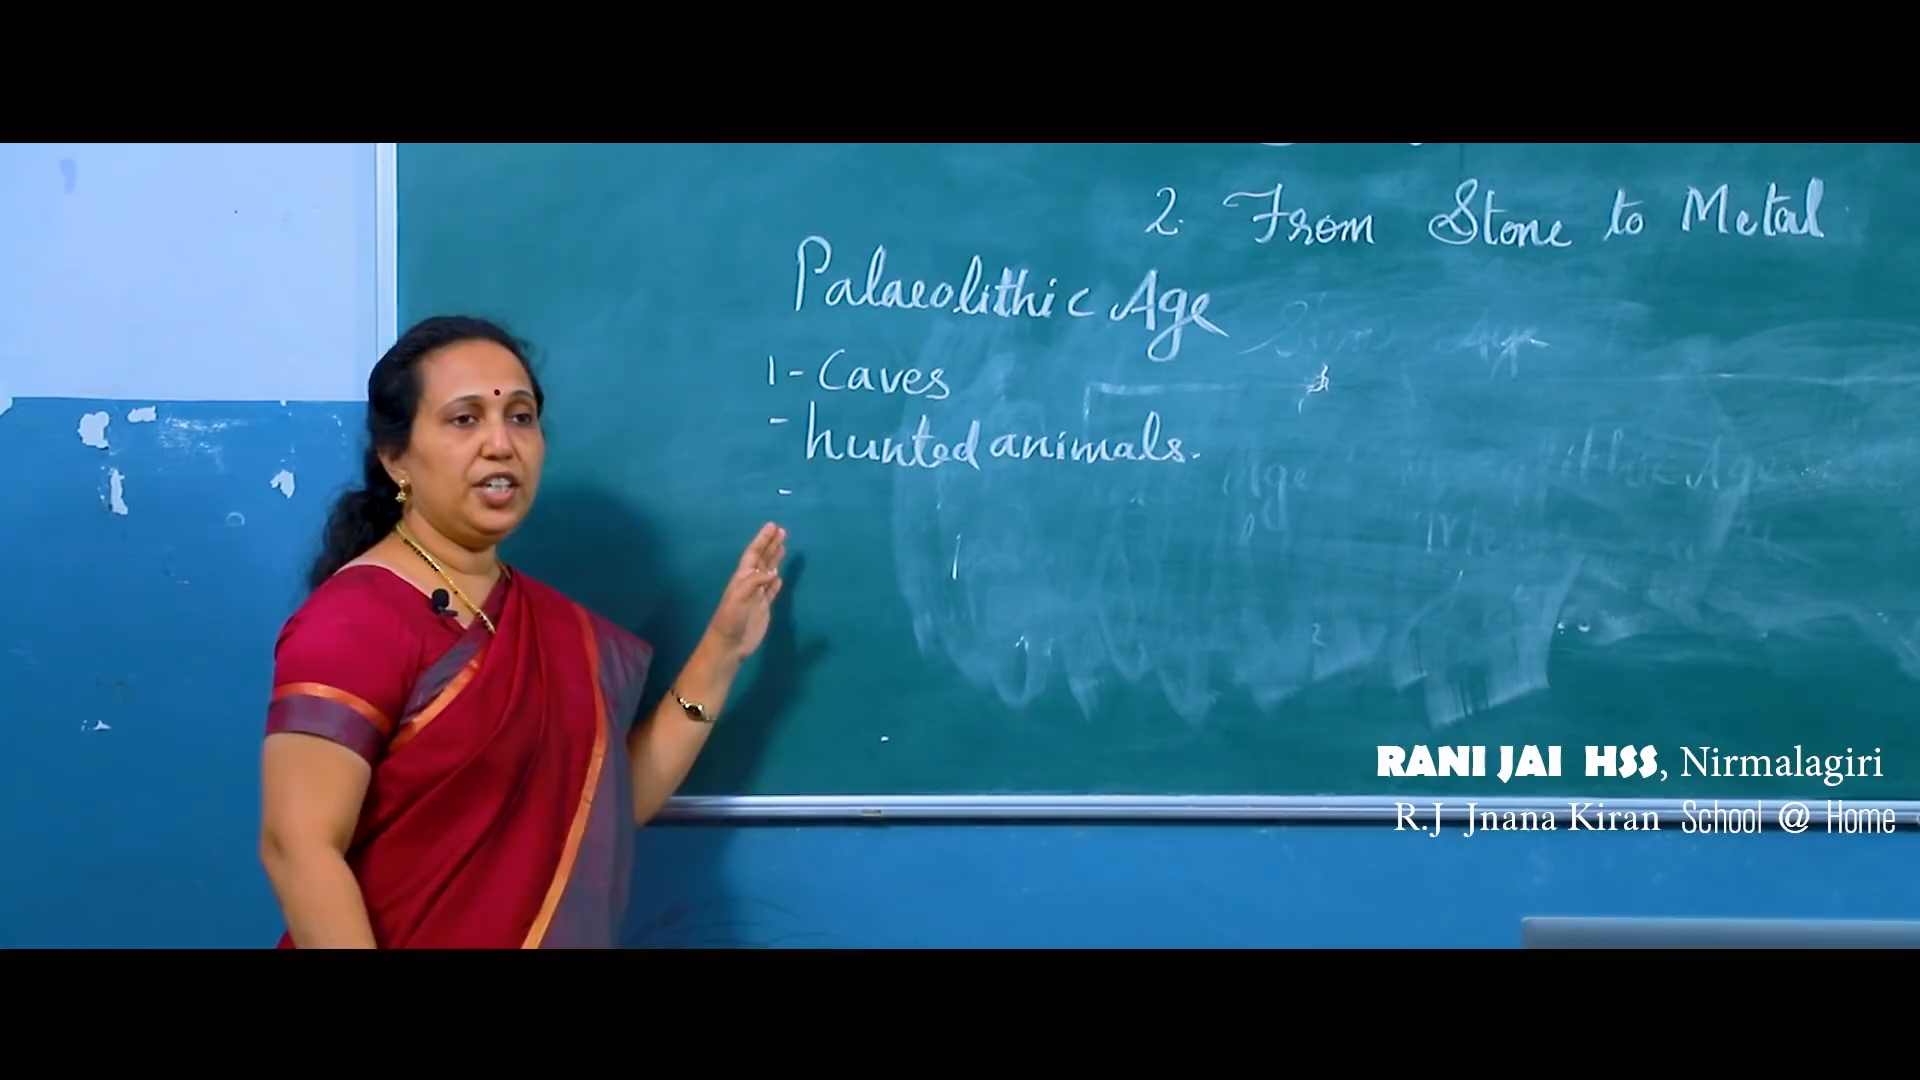 2. From Stone to Metal
Palaeolithic Age
1 - Caves
- hunted animals.
-
RANI JAI HSS, Nirmalagiri
R.J Jnana Kiran School @ Home